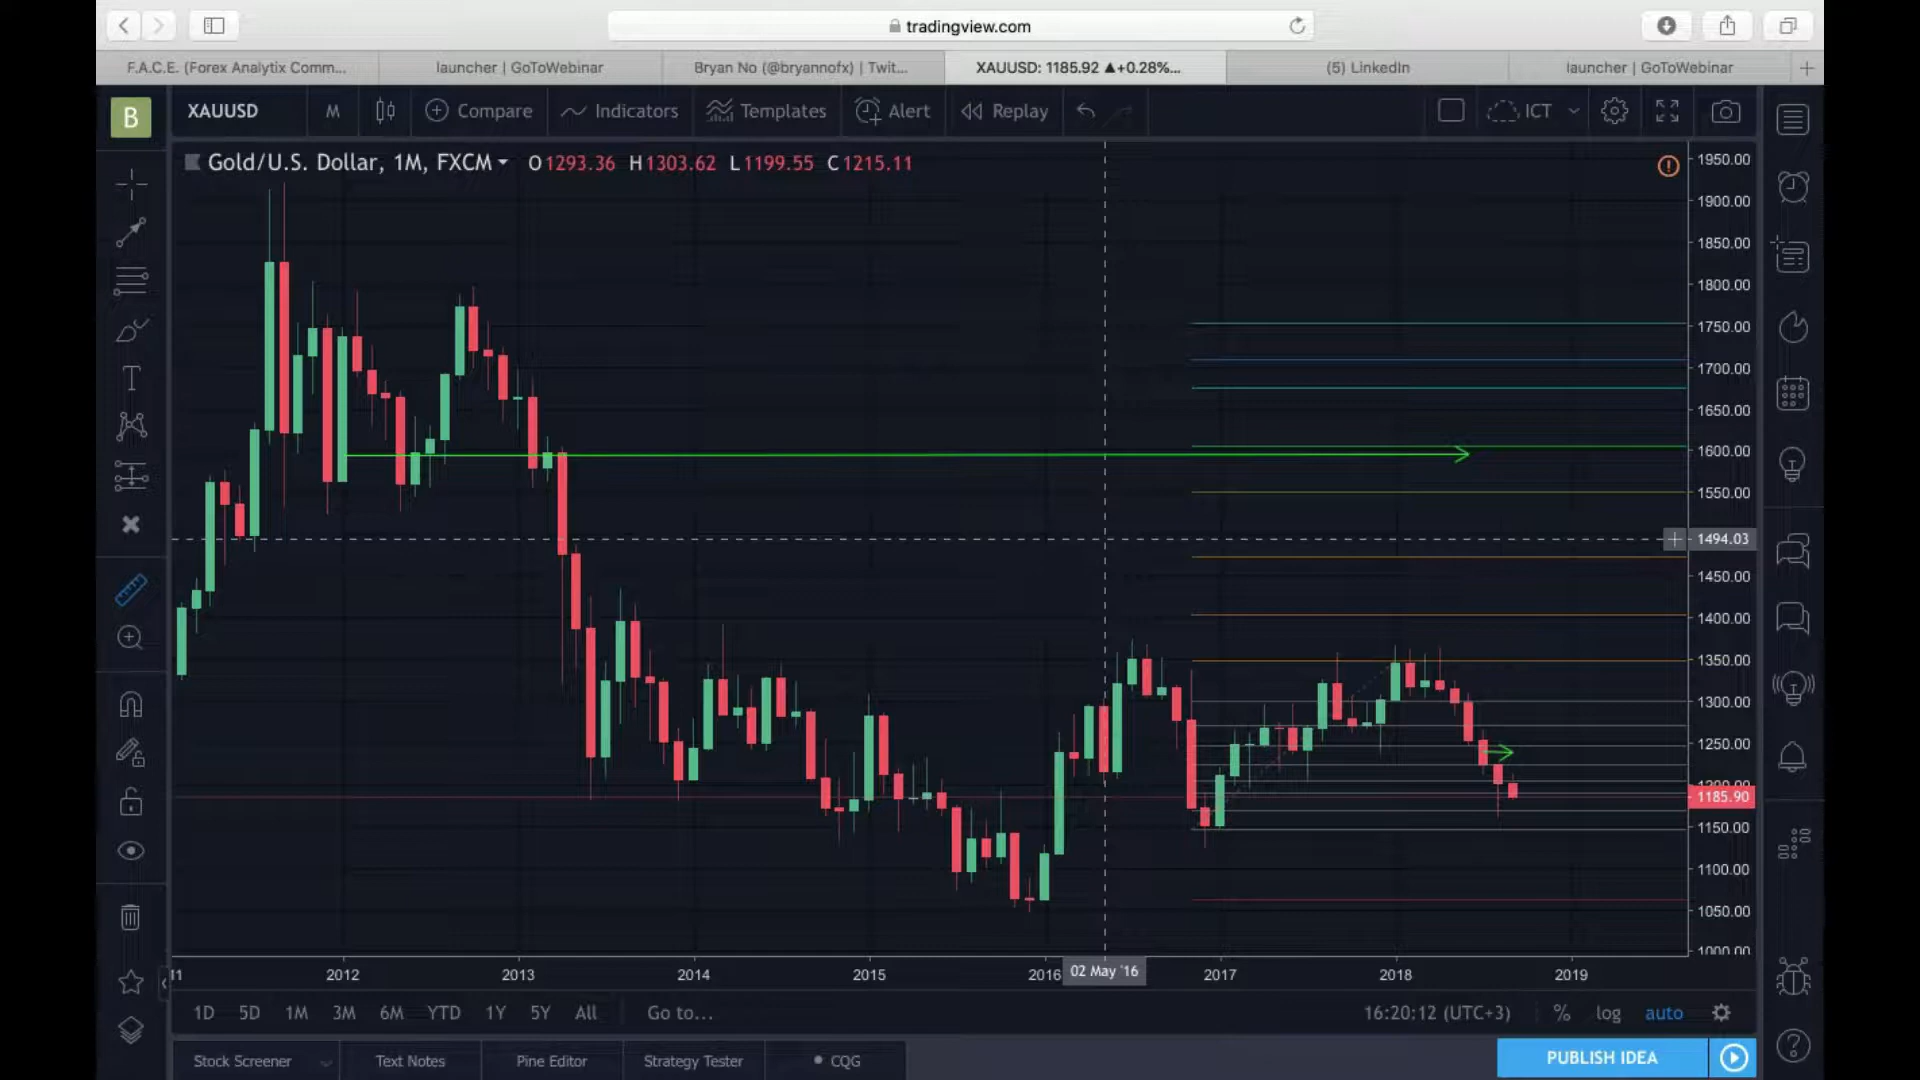 tradingview.com
F.A.C.E. (Forex Analytix Comm...
launcher | GoToWebinar
Bryan No (@bryannofx) | Twit...
XAUUSD: 1185.92 ▲+0.28%...
(5) LinkedIn
launcher | GoToWebinar
B
XAUUSD
M
Compare
Indicators
Templates
Alert
Replay
ICT
Gold/U.S. Dollar, 1M, FXCM
O1293.36 H1303.62 L1199.55 C1215.11
1950.00
1900.00
1850.00
1800.00
1750.00
1700.00
1650.00
1600.00
1550.00
1494.03
1450.00
1400.00
1350.00
1300.00
1250.00
1200.00
1185.90
1150.00
1100.00
1050.00
1000.00
11
2012
2013
2014
2015
2016
02 May '16
2017
2018
2019
1D 5D 1M 3M 6M YTD 1Y 5Y All
Go to...
16:20:12 (UTC+3)
%
log
auto
Stock Screener
Text Notes
Pine Editor
Strategy Tester
CQG
PUBLISH IDEA